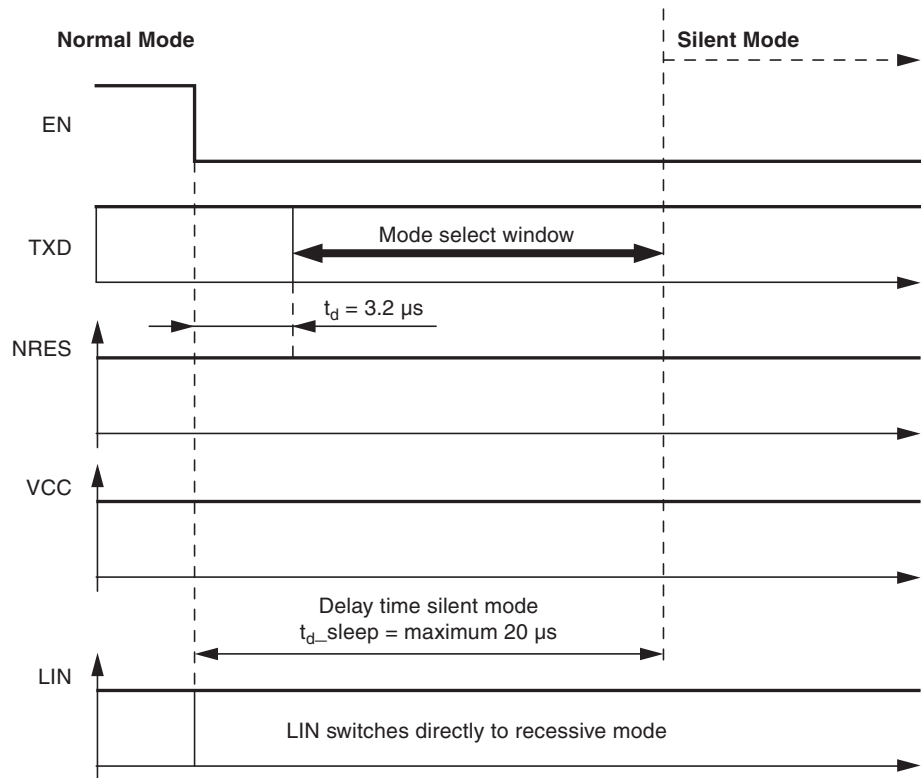 Normal Mode
Silent Mode
EN
TXD
Mode select window
t_d = 3.2 µs
NRES
VCC
Delay time silent mode
t_d_sleep = maximum 20 µs
LIN
LIN switches directly to recessive mode